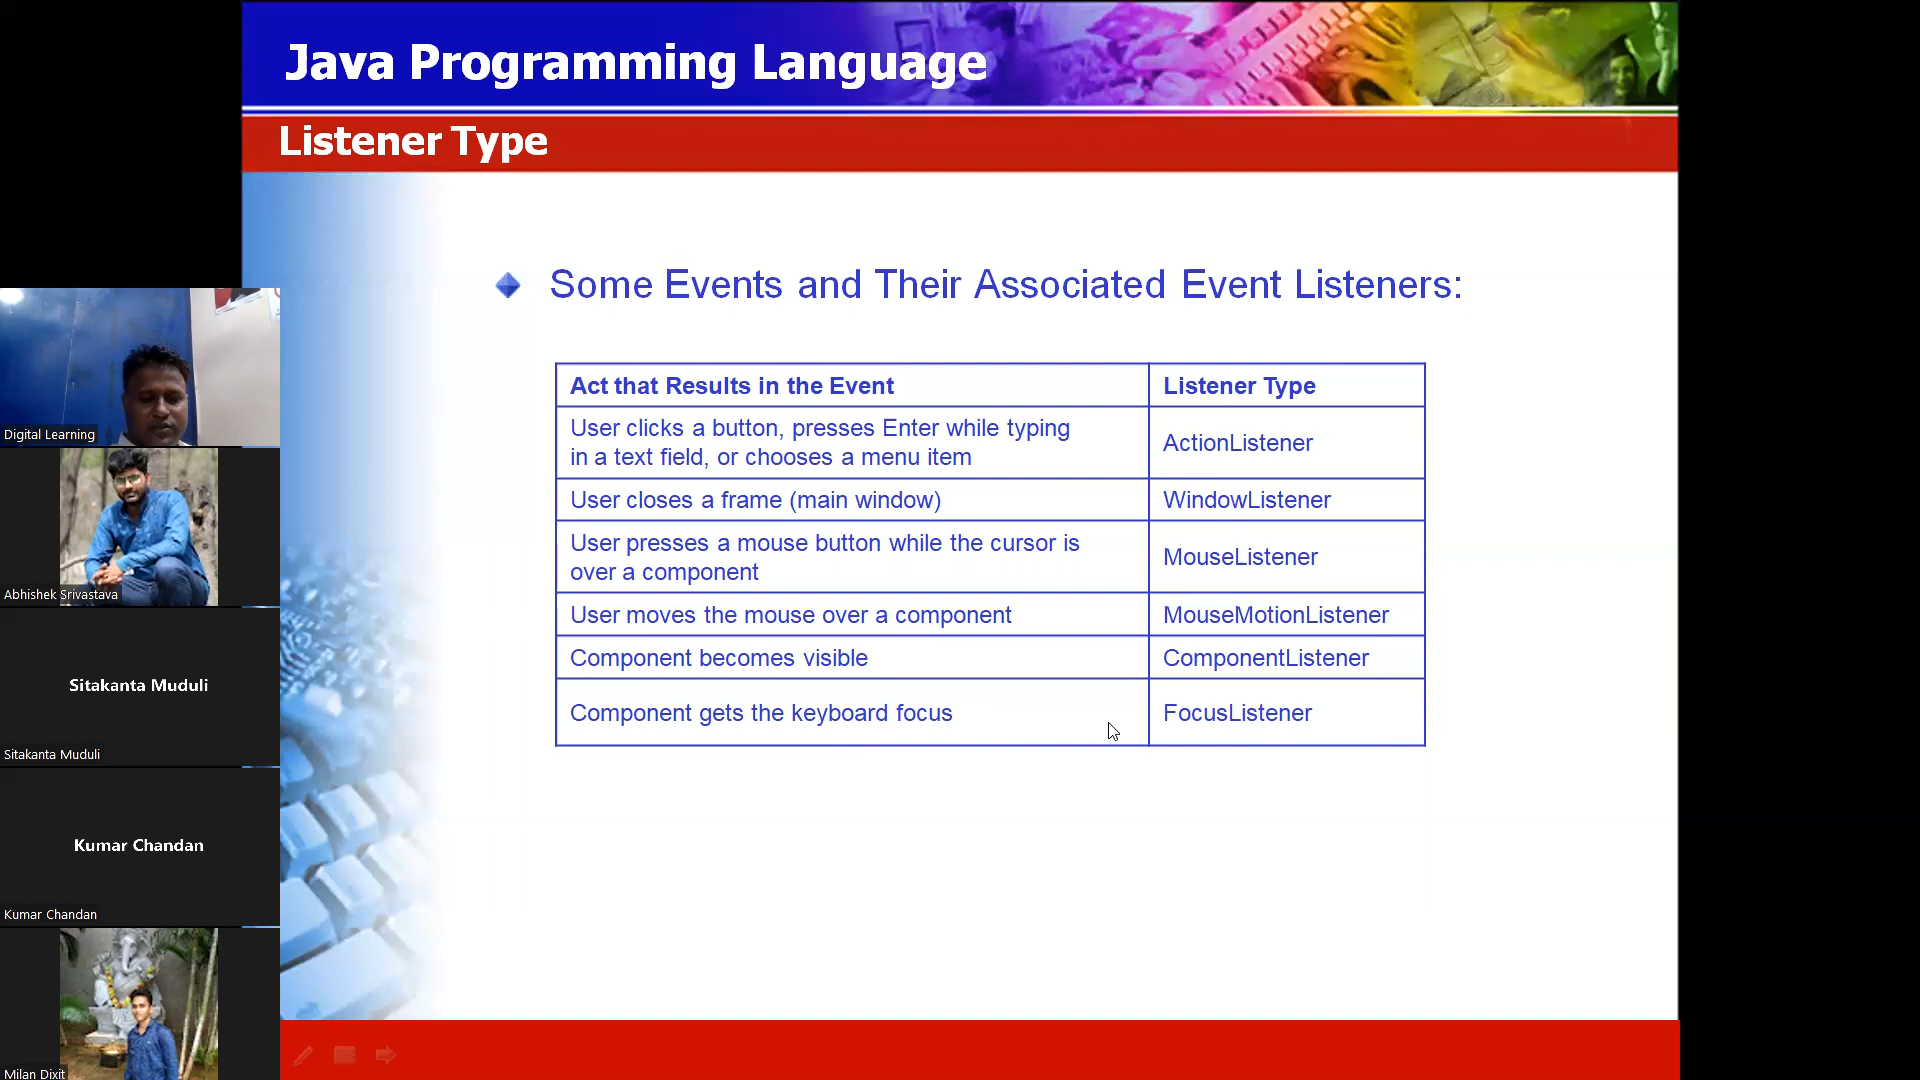 Java Programming Language
Listener Type
Some Events and Their Associated Event Listeners:
Act that Results in the Event
Listener Type
User clicks a button, presses Enter while typing
in a text field, or chooses a menu item
ActionListener
User closes a frame (main window)
WindowListener
User presses a mouse button while the cursor is
over a component
MouseListener
User moves the mouse over a component
MouseMotionListener
Component becomes visible
ComponentListener
Component gets the keyboard focus
FocusListener
Digital Learning
Abhishek Srivastava
Sitakanta Muduli
Sitakanta Muduli
Kumar Chandan
Kumar Chandan
Milan Dixit